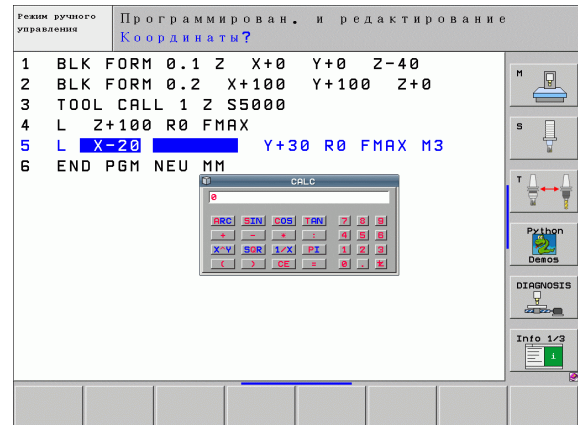 Режим ручного
управления
Программирован. и редактирование
Координаты?
1 BLK FORM 0.1 Z X+0 Y+0 Z-40
2 BLK FORM 0.2 X+100 Y+100 Z+0
3 TOOL CALL 1 Z S5000
4 L Z+100 R0 FMAX
5 L X-20 Y+30 R0 FMAX M3
6 END PGM NEU MM
CALC
0
ARC SIN COS TAN 7 8 9
+ - * : 4 5 6
X^Y SQR 1/X PI 1 2 3
( ) CE = 0 . ±
M
S
T
Python
Demos
DIAGNOSIS
Info 1/3
i